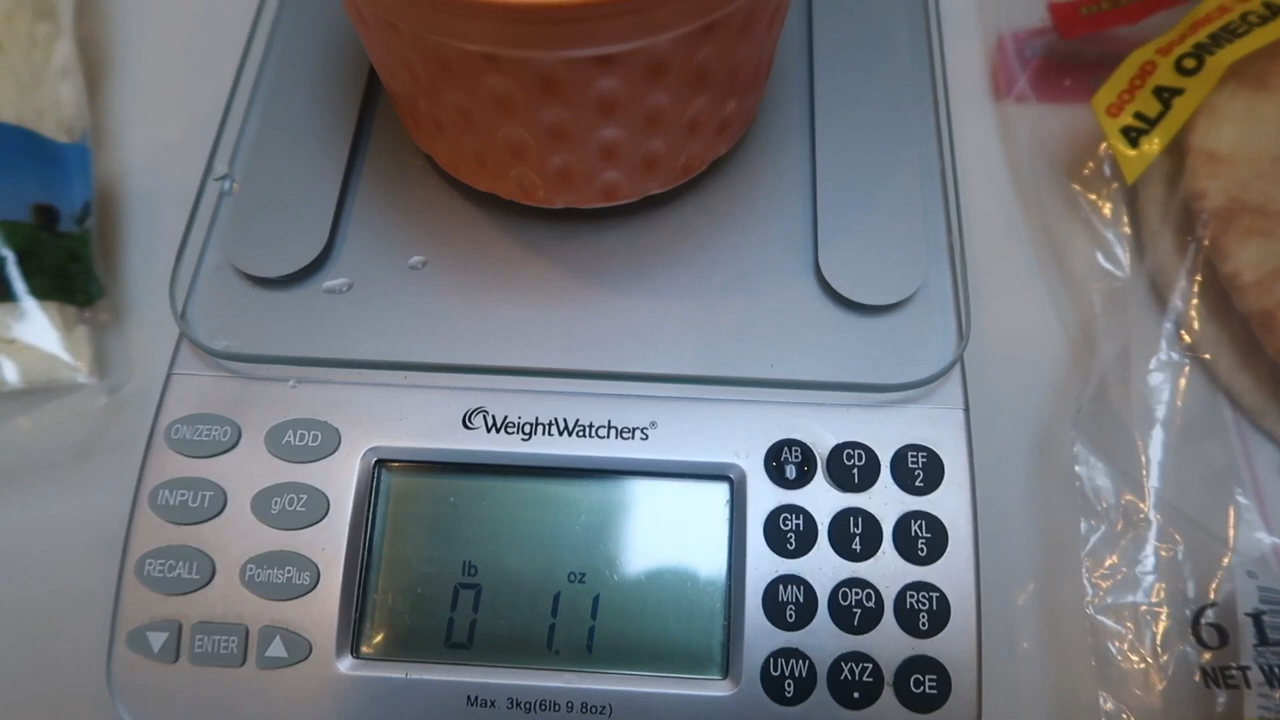 GOOD
ALA OMEGA
WeightWatchers®
ON/ZERO
ADD
INPUT
g/OZ
RECALL
PointsPlus
ENTER
lb
oz
0 1.1
AB
0
CD
1
EF
2
GH
3
IJ
4
KL
5
MN
6
OPQ
7
RST
8
UVW
9
XYZ
.
CE
Max. 3kg(6lb 9.8oz)
6
NET